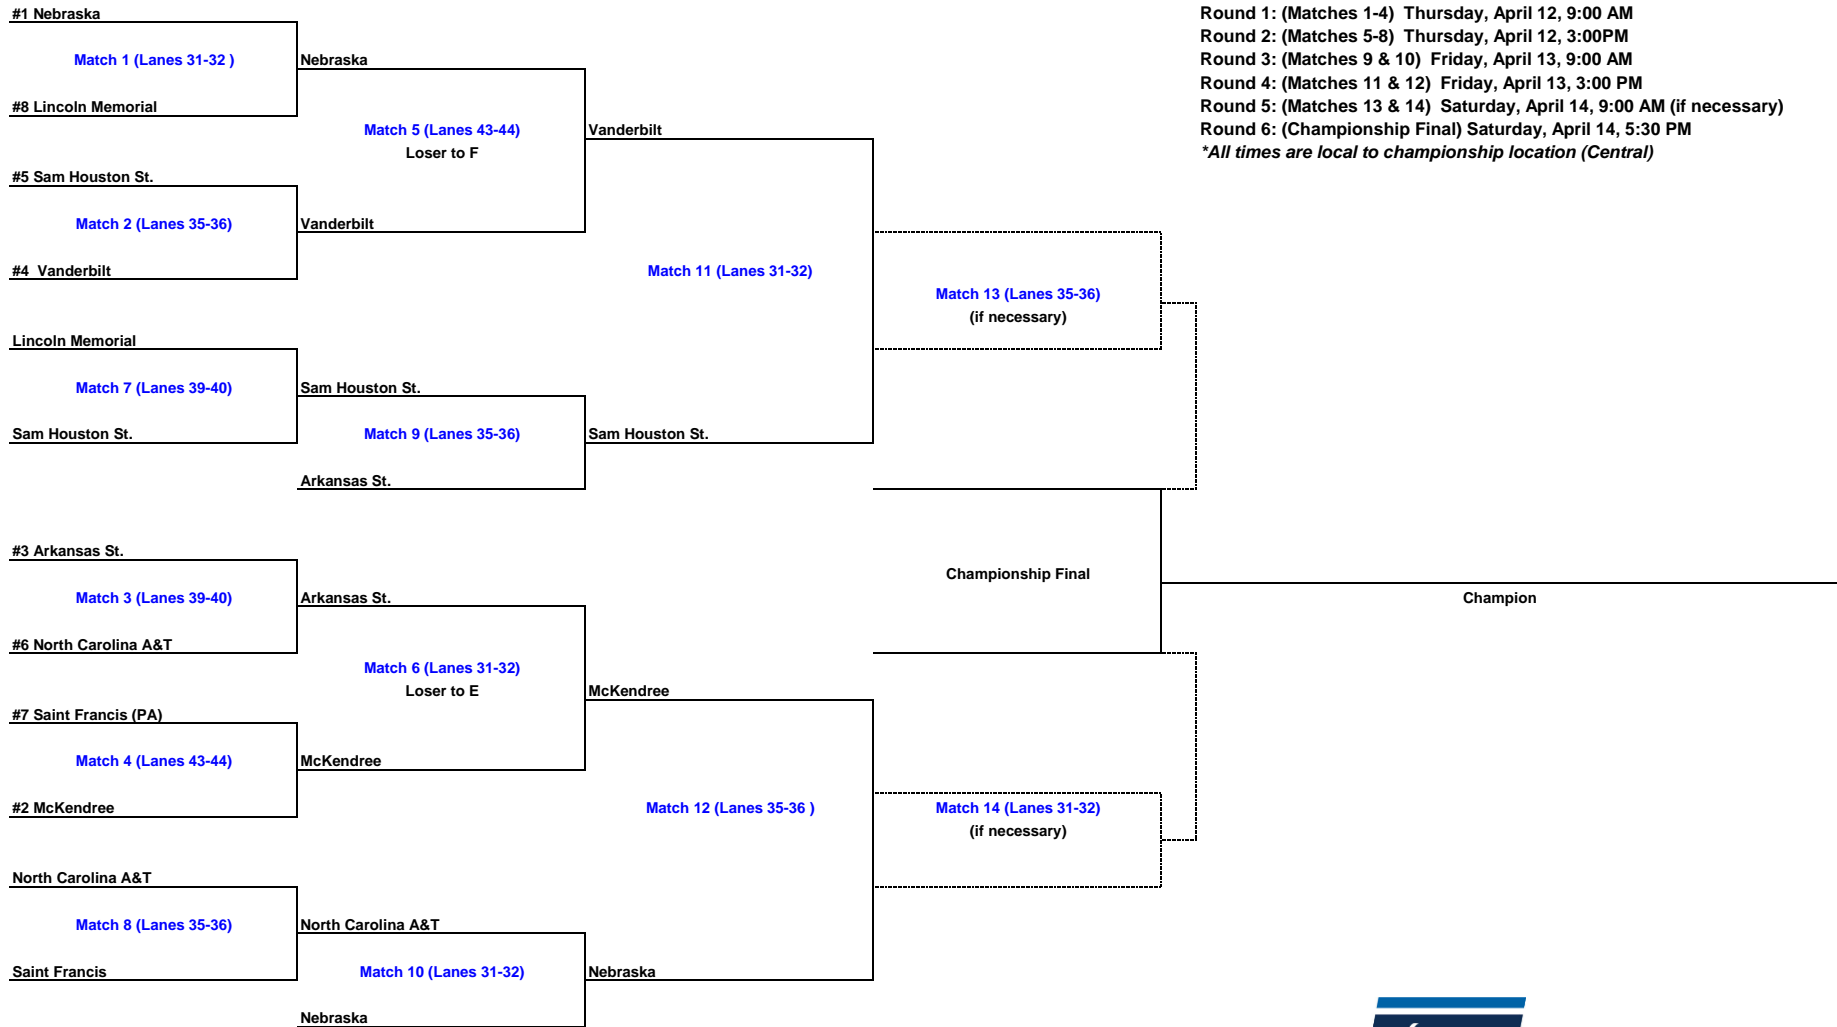 #1 Nebraska
Match 1 (Lanes 31-32 )
Nebraska
#8 Lincoln Memorial
Match 5 (Lanes 43-44)
Loser to F
Vanderbilt
#5 Sam Houston St.
Match 2 (Lanes 35-36)
Vanderbilt
#4  Vanderbilt
Match 11 (Lanes 31-32)
Match 13 (Lanes 35-36)
(if necessary)
Lincoln Memorial
Match 7 (Lanes 39-40)
Sam Houston St.
Sam Houston St.
Match 9 (Lanes 35-36)
Sam Houston St.
Arkansas St.
#3 Arkansas St.
Match 3 (Lanes 39-40)
Arkansas St.
#6 North Carolina A&T
Match 6 (Lanes 31-32)
Loser to E
McKendree
#7 Saint Francis (PA)
Match 4 (Lanes 43-44)
McKendree
#2 McKendree
Match 12 (Lanes 35-36 )
Match 14 (Lanes 31-32)
(if necessary)
North Carolina A&T
Match 8 (Lanes 35-36)
North Carolina A&T
Saint Francis
Match 10 (Lanes 31-32)
Nebraska
Nebraska
Championship Final
Champion
Round 1: (Matches 1-4)  Thursday, April 12, 9:00 AM
Round 2: (Matches 5-8)  Thursday, April 12, 3:00PM
Round 3: (Matches 9 & 10)  Friday, April 13, 9:00 AM
Round 4: (Matches 11 & 12)  Friday, April 13, 3:00 PM
Round 5: (Matches 13 & 14)  Saturday, April 14, 9:00 AM (if necessary)
Round 6: (Championship Final) Saturday, April 14, 5:30 PM
*All times are local to championship location (Central)